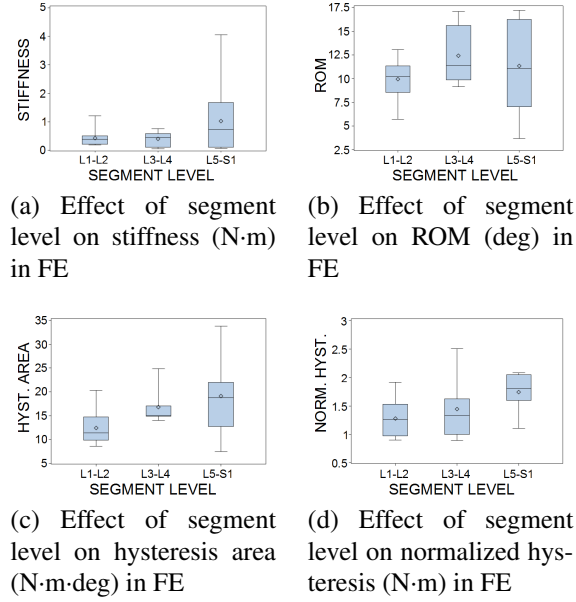 STIFFNESS
5
4
3
2
1
0
L1-L2 L3-L4 L5-S1
SEGMENT LEVEL
(a) Effect of segment
level on stiffness (N·m)
in FE
ROM
17.5
15
12.5
10
7.5
5
2.5
L1-L2 L3-L4 L5-S1
SEGMENT LEVEL
(b) Effect of segment
level on ROM (deg) in
FE
HYST. AREA
35
30
25
20
15
10
5
L1-L2 L3-L4 L5-S1
SEGMENT LEVEL
(c) Effect of segment
level on hysteresis area
(N·m·deg) in FE
NORM. HYST.
3
2.5
2
1.5
1
0.5
L1-L2 L3-L4 L5-S1
SEGMENT LEVEL
(d) Effect of segment
level on normalized hys-
teresis (N·m) in FE